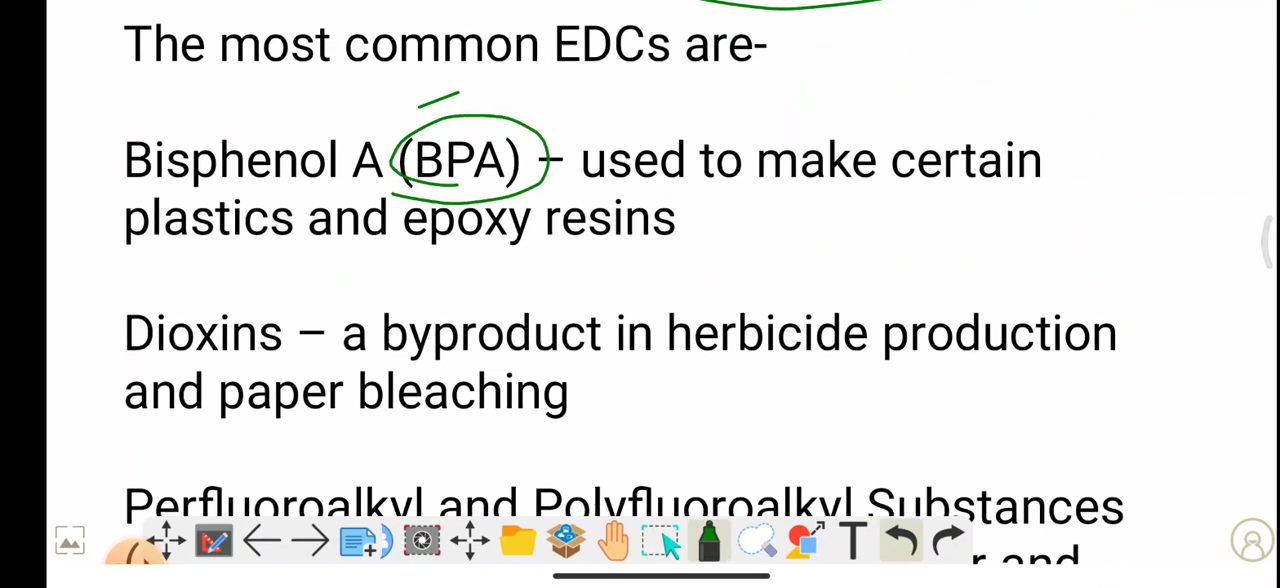 The most common EDCs are-
Bisphenol A (BPA) – used to make certain
plastics and epoxy resins
Dioxins – a byproduct in herbicide production
and paper bleaching
Perfluoroalkyl and Polyfluoroalkyl Substances
and